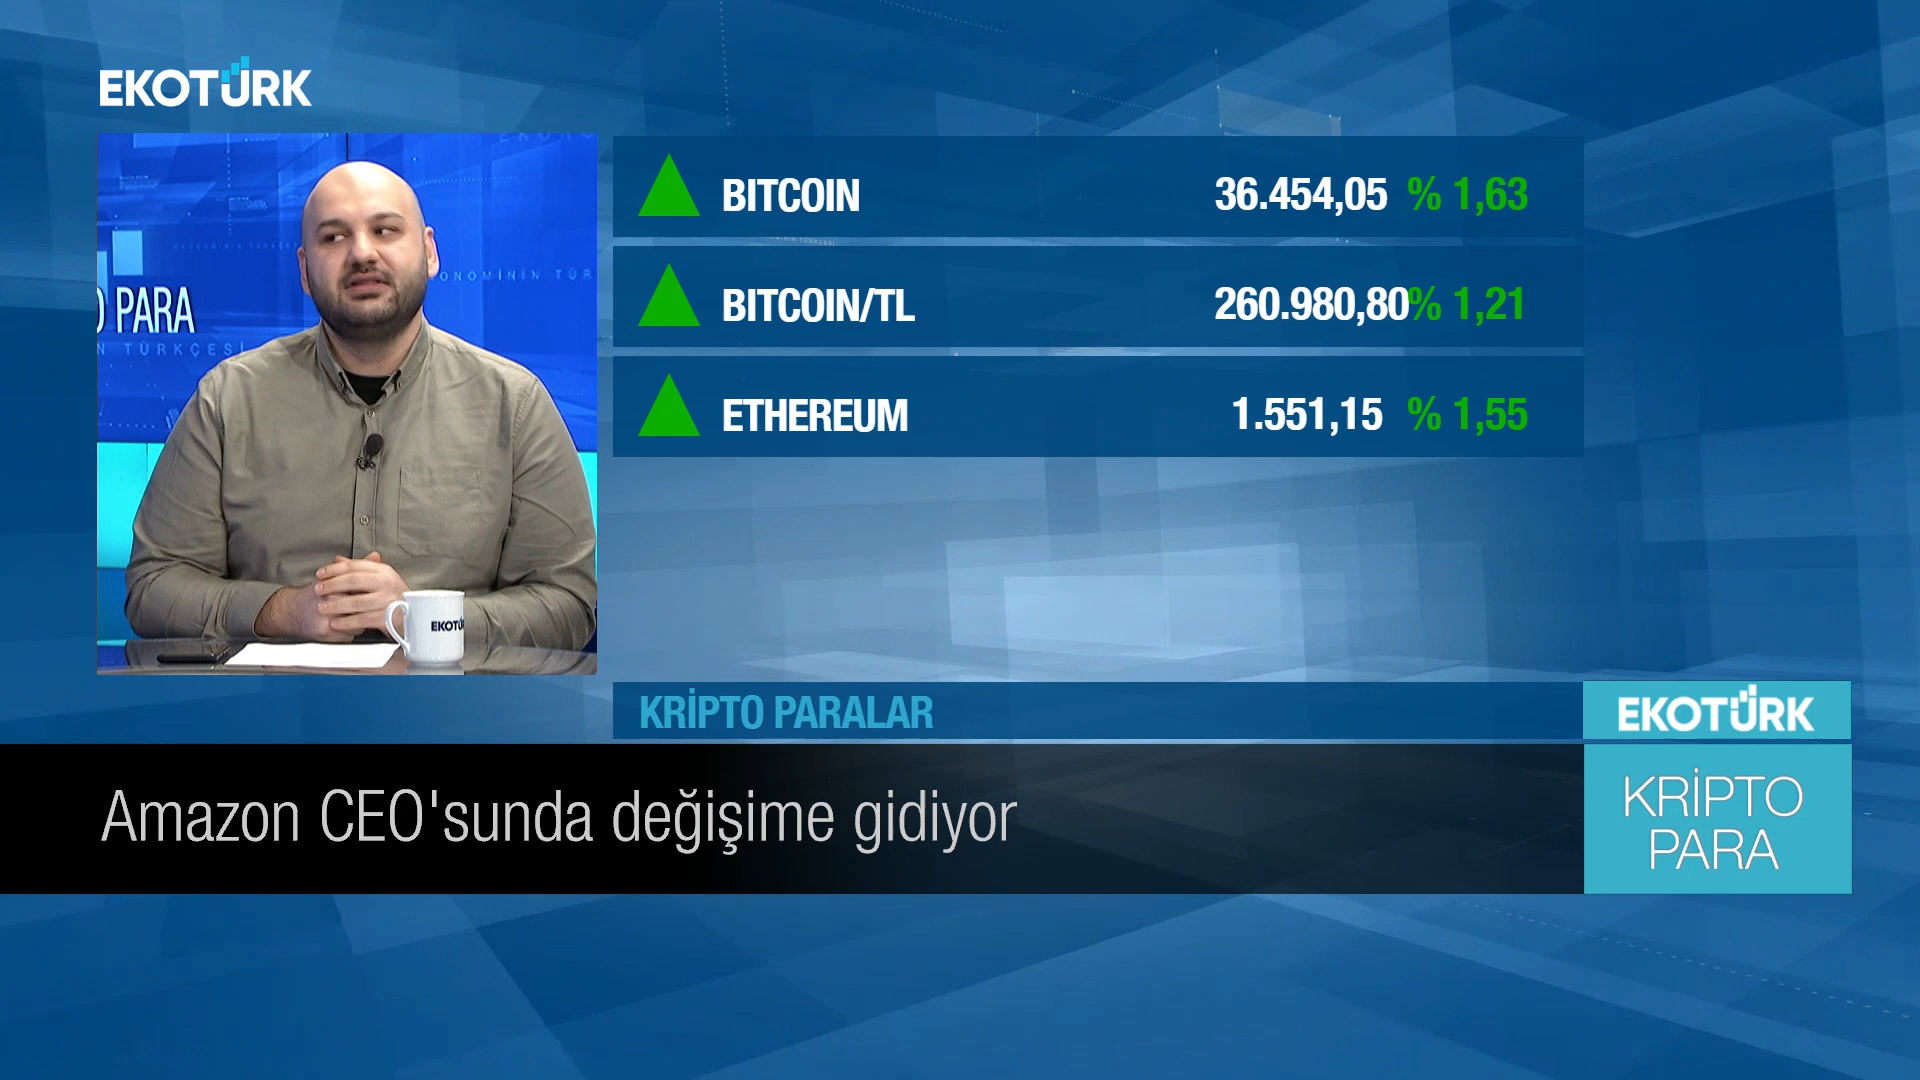 EKOTÜRK
O PARA
N TÜRKÇESİ
BITCOIN 36.454,05 % 1,63
BITCOIN/TL 260.980,80 % 1,21
ETHEREUM 1.551,15 % 1,55
KRİPTO PARALAR
EKOTÜRK
Amazon CEO'sunda değişime gidiyor
KRİPTO
PARA